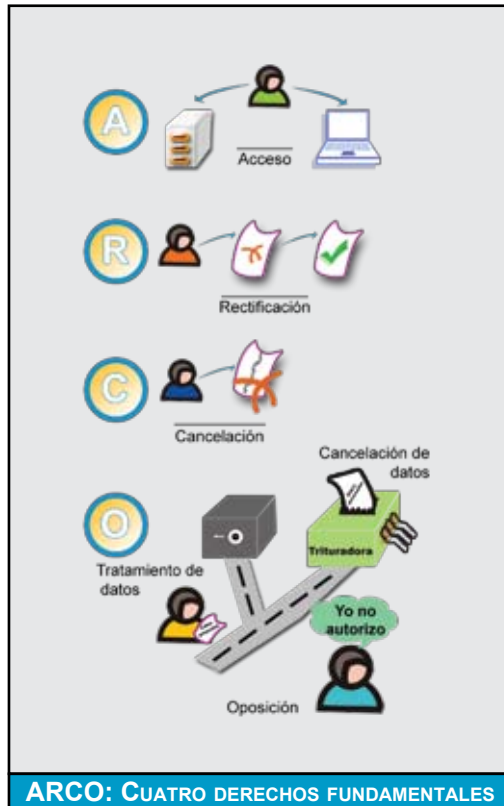 A
Acceso
R
Rectificación
C
Cancelación
Cancelación de
datos
O
Trituradora
Tratamiento de
datos
Yo no
autorizo
Oposición
ARCO: CUATRO DERECHOS FUNDAMENTALES